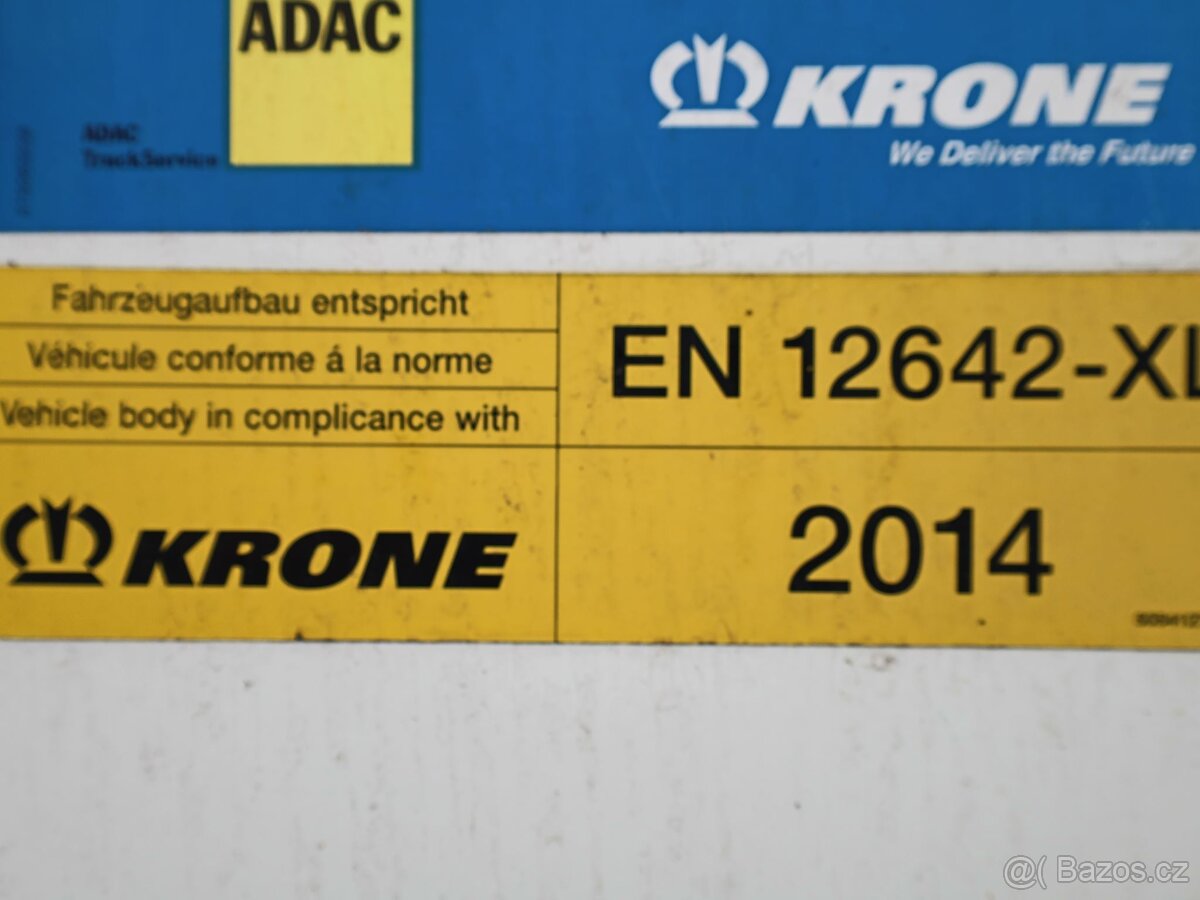 ADAC
ADAC
TruckService
KRONE
We Deliver the Future
Fahrzeugaufbau entspricht
Véhicule conforme á la norme
Vehicle body in complicance with
EN 12642-XL
KRONE
2014
@( Bazos.cz